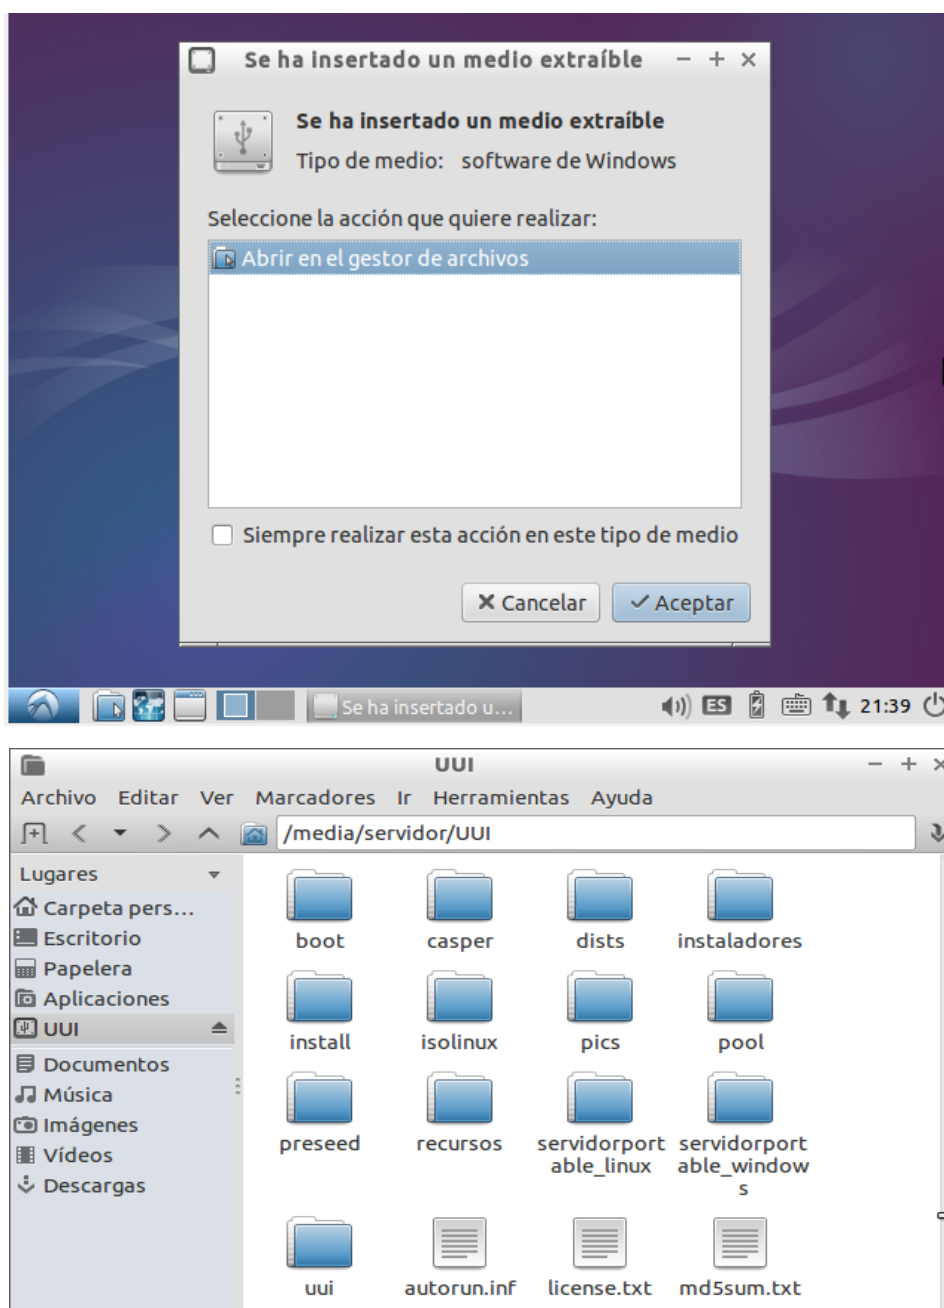 Se ha insertado un medio extraíble
Se ha insertado un medio extraíble
Tipo de medio: software de Windows
Seleccione la acción que quiere realizar:
Abrir en el gestor de archivos
Siempre realizar esta acción en este tipo de medio
Cancelar Aceptar
Se ha insertado u...
ES 21:39
UUI
Archivo Editar Ver Marcadores Ir Herramientas Ayuda
/media/servidor/UUI
Lugares
Carpeta pers...
Escritorio
Papelera
Aplicaciones
UUI
Documentos
Música
Imágenes
Vídeos
Descargas
boot casper dists instaladores
install isolinux pics pool
preseed recursos servidorport servidorport
able_linux able_window
s
uui autorun.inf license.txt md5sum.txt